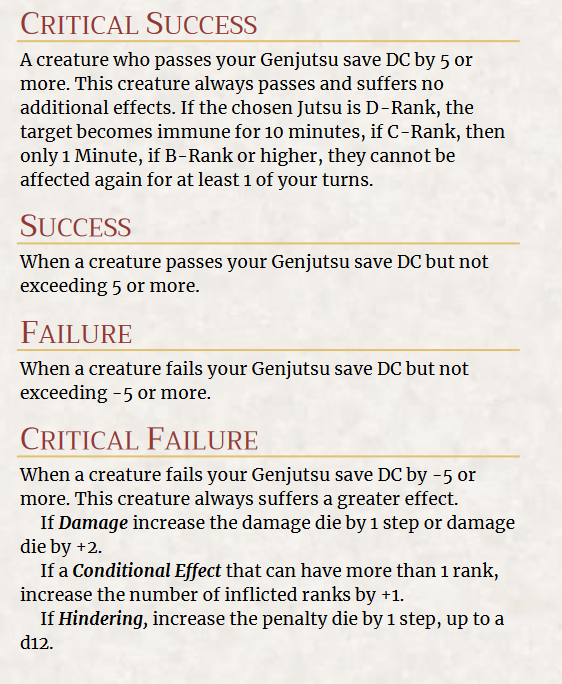 Critical Success
A creature who passes your Genjutsu save DC by 5 or
more. This creature always passes and suffers no
additional effects. If the chosen Jutsu is D-Rank, the
target becomes immune for 10 minutes, if C-Rank, then
only 1 Minute, if B-Rank or higher, they cannot be
affected again for at least 1 of your turns.
Success
When a creature passes your Genjutsu save DC but not
exceeding 5 or more.
Failure
When a creature fails your Genjutsu save DC but not
exceeding -5 or more.
Critical Failure
When a creature fails your Genjutsu save DC by -5 or
more. This creature always suffers a greater effect.
If Damage increase the damage die by 1 step or damage
die by +2.
If a Conditional Effect that can have more than 1 rank,
increase the number of inflicted ranks by +1.
If Hindering, increase the penalty die by 1 step, up to a
d12.